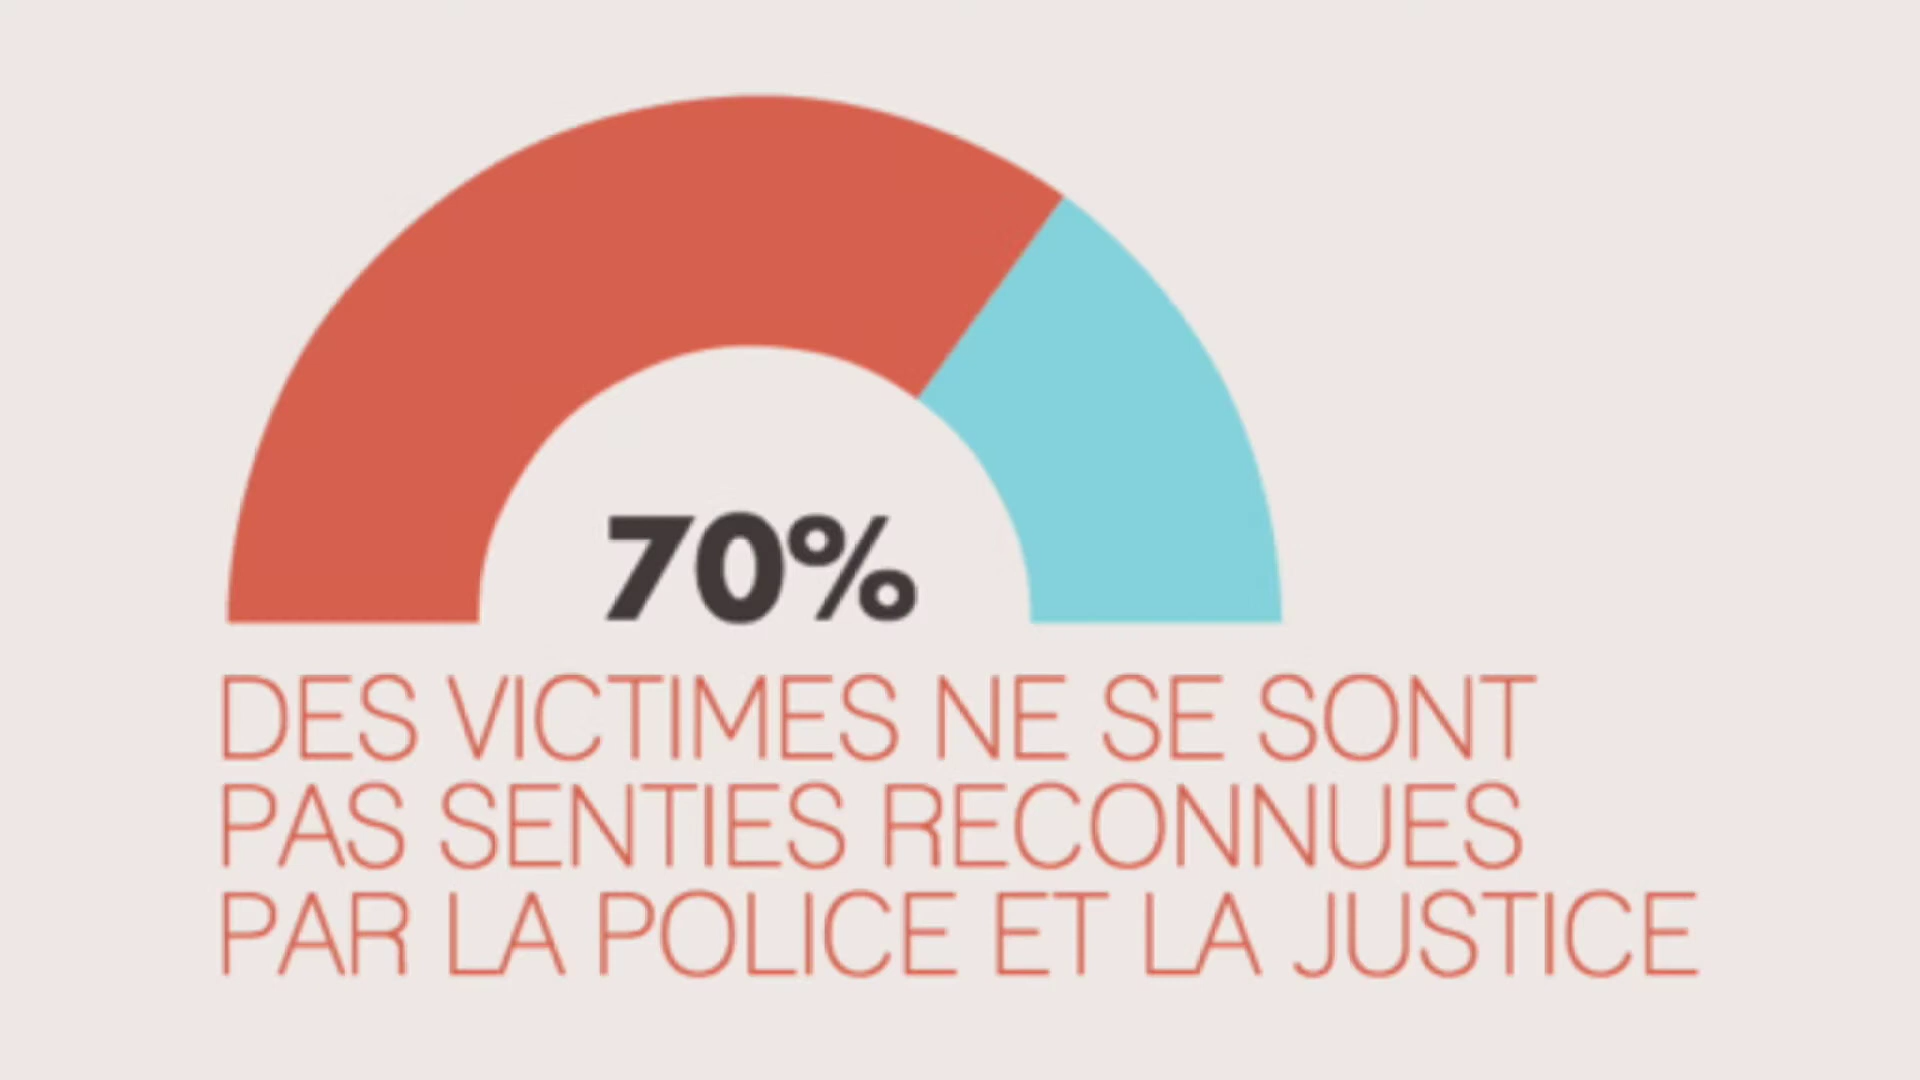 70%
DES VICTIMES NE SE SONT
PAS SENTIES RECONNUES
PAR LA POLICE ET LA JUSTICE